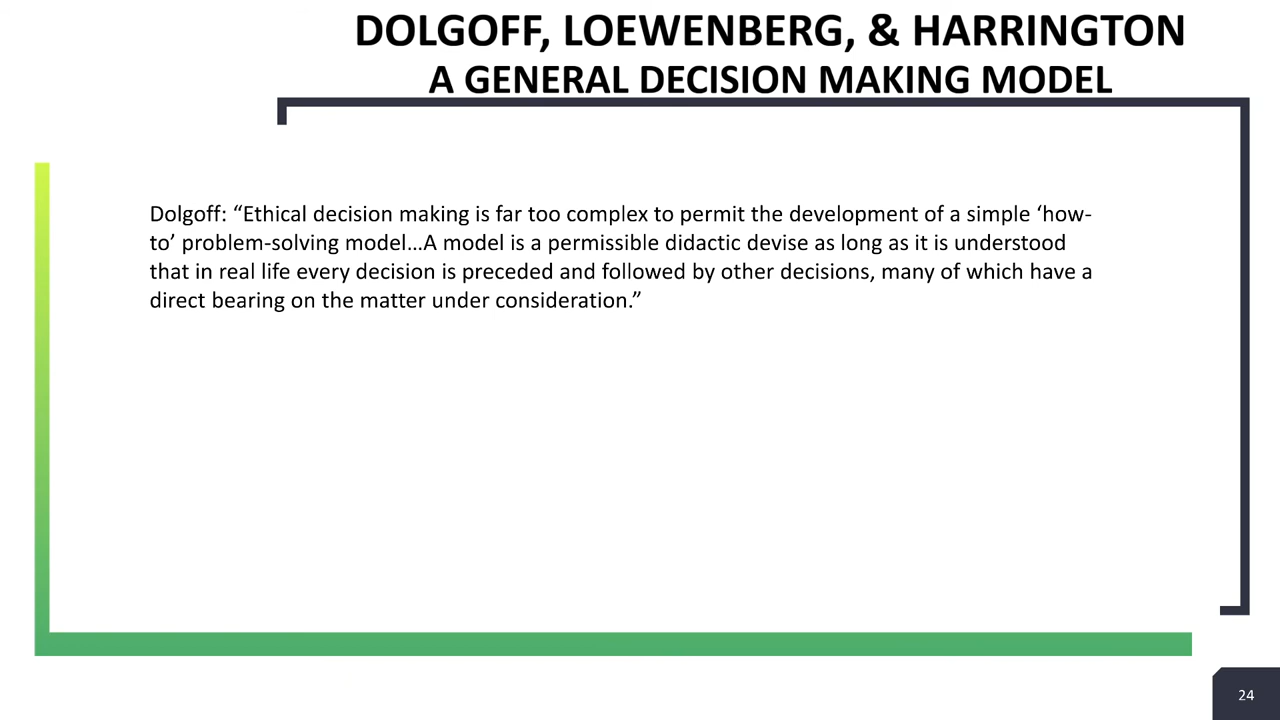 DOLGOFF, LOEWENBERG, & HARRINGTON
A GENERAL DECISION MAKING MODEL
Dolgoff: “Ethical decision making is far too complex to permit the development of a simple ‘how-
to’ problem-solving model…A model is a permissible didactic devise as long as it is understood
that in real life every decision is preceded and followed by other decisions, many of which have a
direct bearing on the matter under consideration.”
24